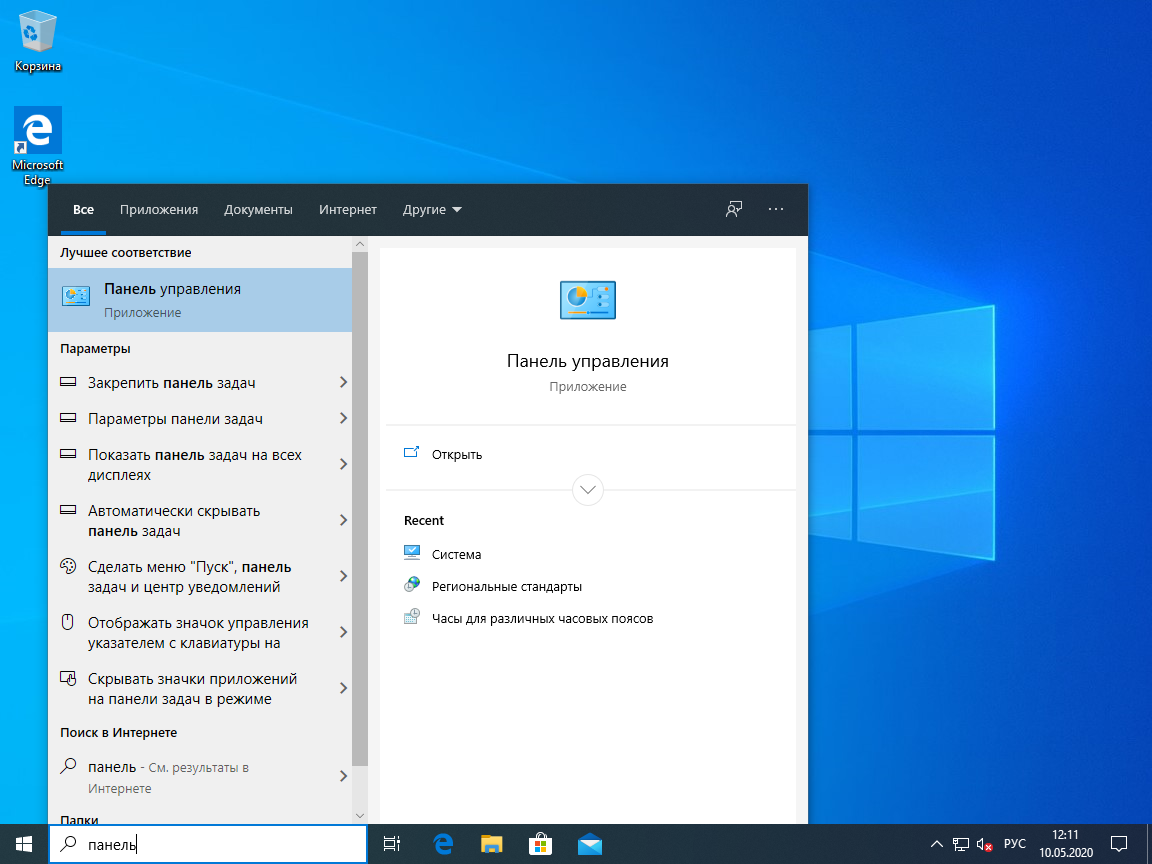 Корзина
Microsoft
Edge
Все Приложения Документы Интернет Другие
Лучшее соответствие
Панель управления
Приложение
Параметры
Закрепить панель задач
Параметры панели задач
Показать панель задач на всех
дисплеях
Автоматически скрывать
панель задач
Сделать меню "Пуск", панель
задач и центр уведомлений
Отображать значок управления
указателем с клавиатуры на
Скрывать значки приложений
на панели задач в режиме
Поиск в Интернете
панель - См. результаты в
Интернете
Папки
Панель управления
Приложение
Открыть
Recent
Система
Региональные стандарты
Часы для различных часовых поясов
панель
РУС
12:11
10.05.2020